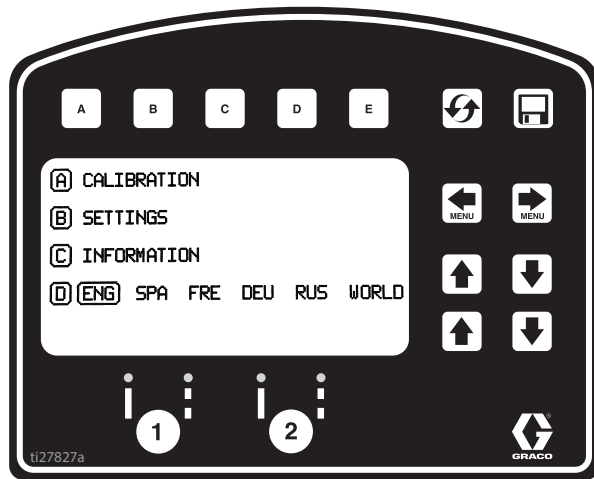 A B C D E
A CALIBRATION
MENU MENU
B SETTINGS
C INFORMATION
D ENG SPA FRE DEU RUS WORLD
1 2
ti27827a
GRACO